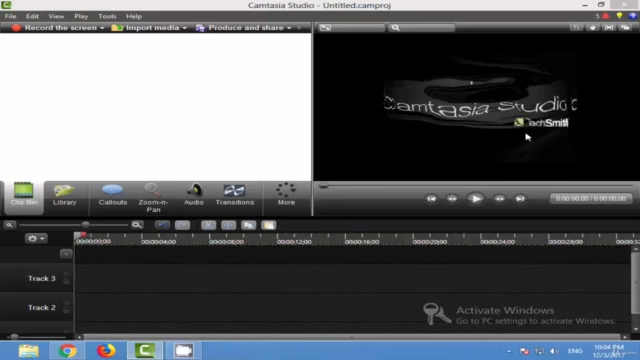 Camtasia Studio - Untitled.camproj
File Edit View Play Tools Help
5
Record the screen Import media Produce and share
Camtasia Studio
TechSmith
Clip Bin Library Callouts Zoom-n-Pan Audio Transitions More
0:00:00:00 / 0:00:00:00
00:00:00;00 00:00:04;00 00:00:08;00 00:00:12;00 00:00:16;00 00:00:20;00 00:00:24;00 00:00:28;00
Track 3
Track 2
Activate Windows
Go to PC settings to activate Windows.
ENG
10:04 PM
12/3/2017